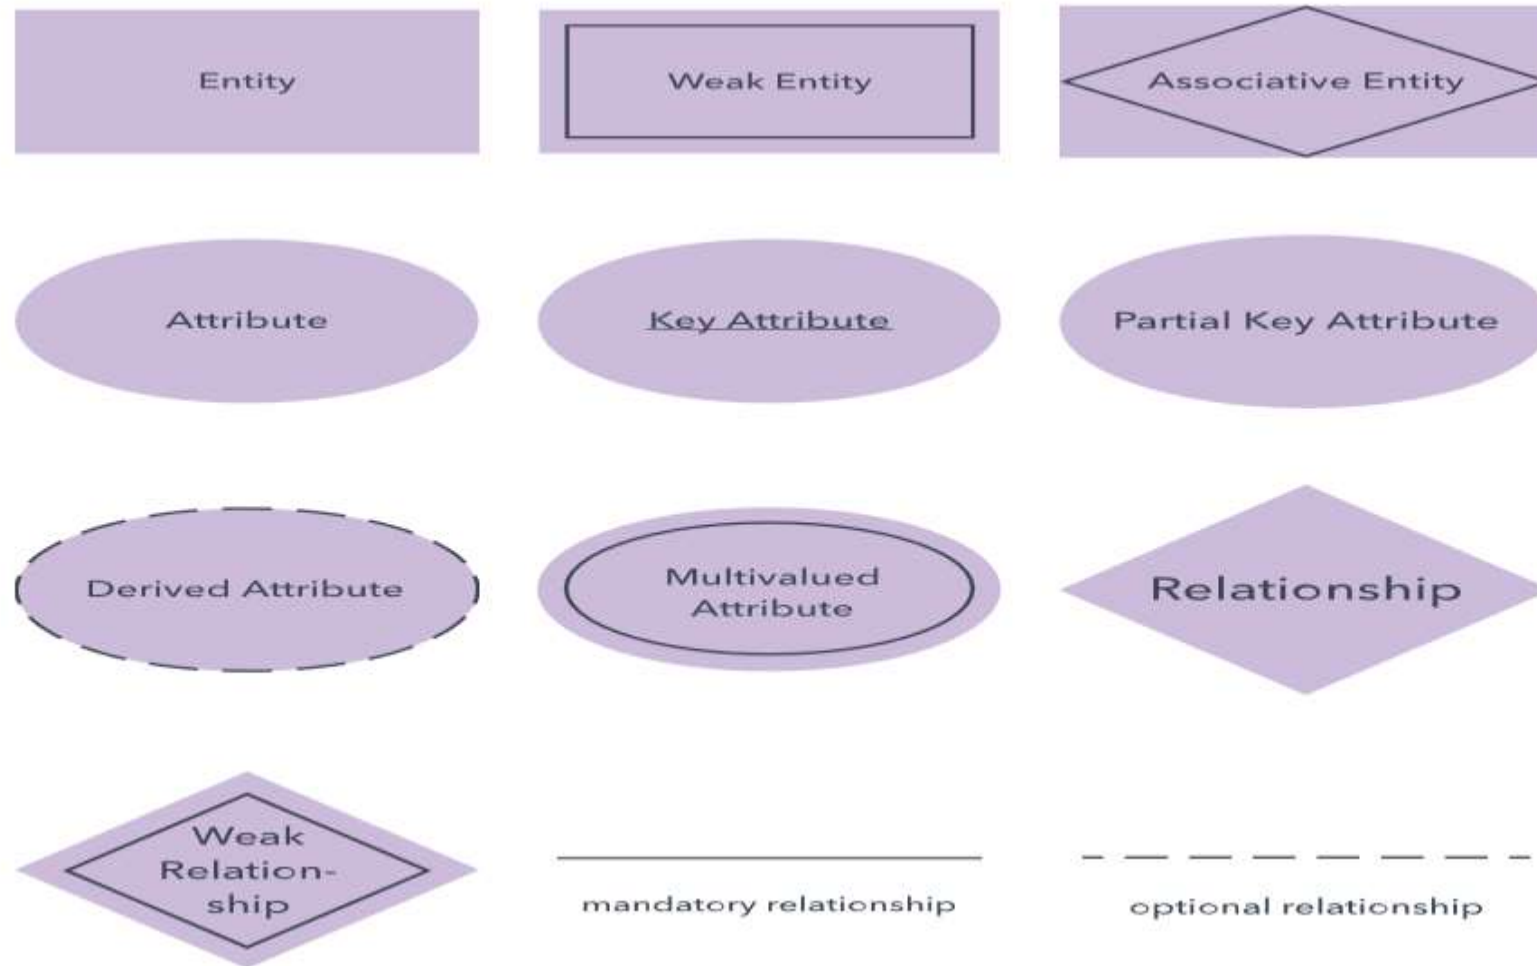 Entity
Weak Entity
Associative Entity
Attribute
Key Attribute
Partial Key Attribute
Derived Attribute
Multivalued
Attribute
Relationship
Weak
Relation-
ship
mandatory relationship
optional relationship